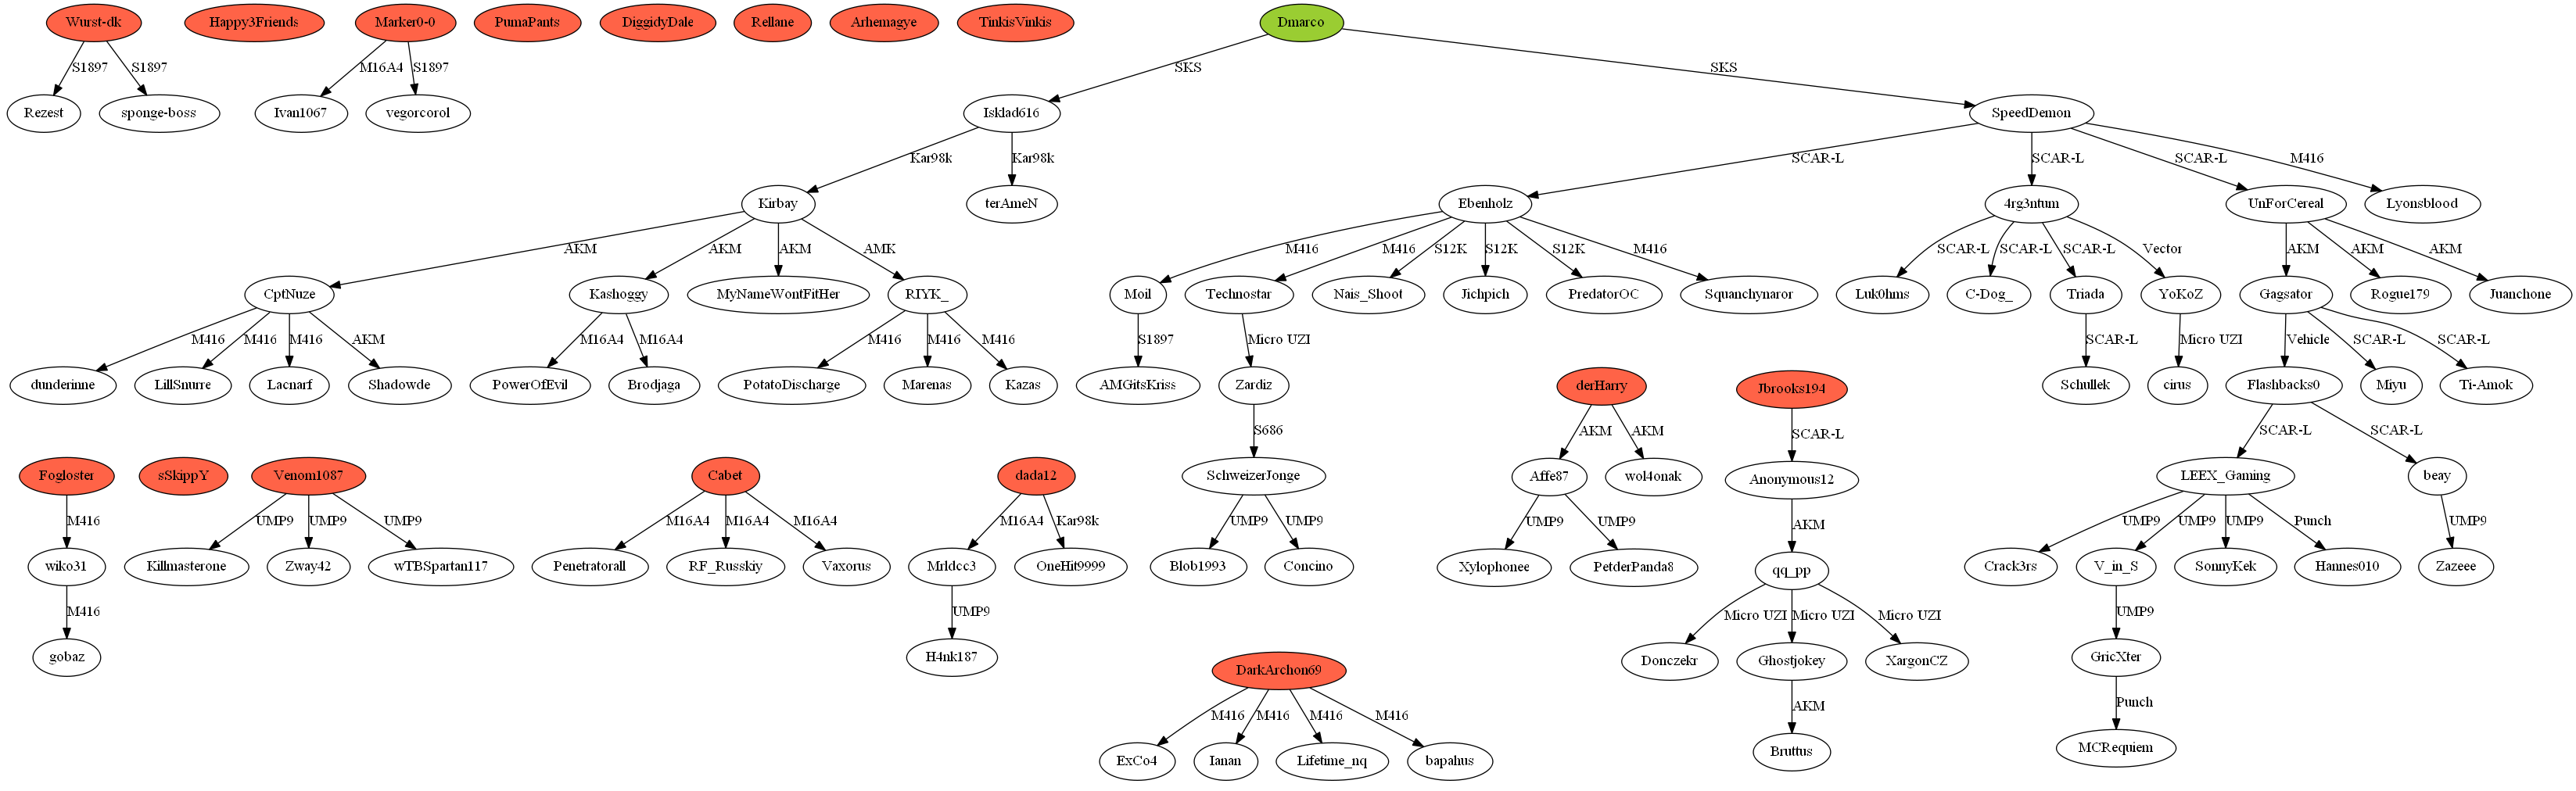 Wurst-dk Happy3Friends Marker0-0 PumaPants DiggidyDale Rellane Arhemagye TinkisVinkis Dmarco
S1897 S1897 M16A4 S1897 SKS SKS
Rezest sponge-boss Ivan1067 vegorcorol Isklad616 SpeedDemon
Kar98k Kar98k SCAR-L SCAR-L SCAR-L M416
Kirbay terAmeN Ebenholz 4rg3ntum UnForCereal Lyonsblood
AKM AKM AKM AMK M416 M416 S12K S12K S12K M416 SCAR-L SCAR-L SCAR-L Vector AKM AKM AKM
CptNuze Kashoggy MyNameWontFitHer RIYK_ Moil Technostar Nais_Shoot Jichpich PredatorOC Squanchynaror Luk0hms C-Dog_ Triada YoKoZ Gagsator Rogue179 Juanchone
M416 M416 M416 AKM M16A4 M16A4 M416 M416 M416 S1897 Micro UZI SCAR-L Micro UZI Vehicle SCAR-L SCAR-L
dunderinne LillSnurre Lacnarf Shadowde PowerOfEvil Brodjaga PotatoDischarge Marenas Kazas AMGitsKriss Zardiz derHarry Jbrooks194 Schullek cirus Flashbacks0 Miyu Ti-Amok
S686 AKM AKM SCAR-L SCAR-L SCAR-L
Fogloster sSkippY Venom1087 Cabet dada12 SchweizerJonge Affe87 wol4onak Anonymous12 LEEX_Gaming beay
M416 UMP9 UMP9 UMP9 M16A4 M16A4 M16A4 M16A4 Kar98k UMP9 UMP9 UMP9 UMP9 AKM UMP9 UMP9 UMP9 Punch UMP9
wiko31 Killmasterone Zway42 wTBSpartan117 Penetratorall RF_Russkiy Vaxorus Mrldcc3 OneHit9999 Blob1993 Concino Xylophonee PetderPanda8 qq_pp Crack3rs V_in_S SonnyKek Hannes010 Zazeee
M416 UMP9 Micro UZI Micro UZI Micro UZI UMP9
gobaz H4nk187 DarkArchon69 Donczekr Ghostjokey XargonCZ GricXter
M416 M416 M416 M416 AKM Punch
ExCo4 Ianan Lifetime_nq bapahus Bruttus MCRequiem